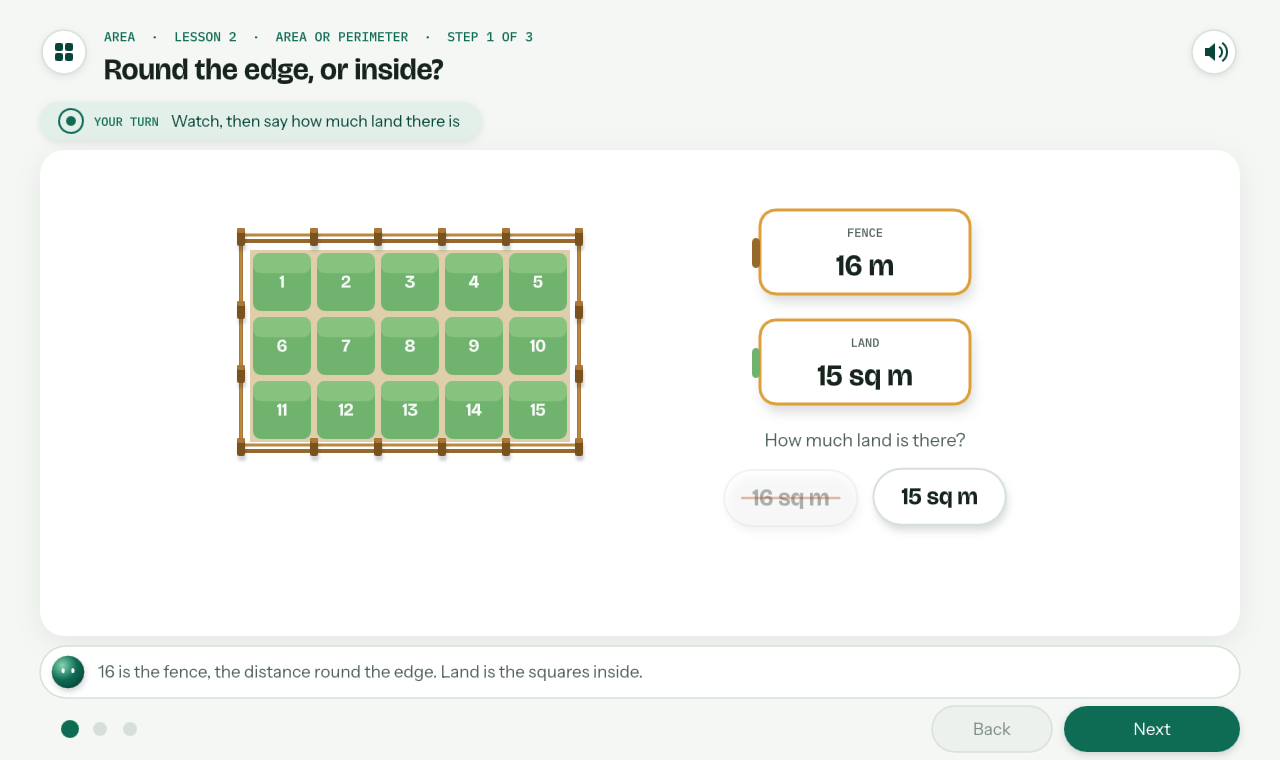 AREA · LESSON 2 · AREA OR PERIMETER · STEP 1 OF 3
Round the edge, or inside?
YOUR TURN Watch, then say how much land there is
1 2 3 4 5
6 7 8 9 10
11 12 13 14 15
FENCE
16 m
LAND
15 sq m
How much land is there?
16 sq m 15 sq m
16 is the fence, the distance round the edge. Land is the squares inside.
Back Next